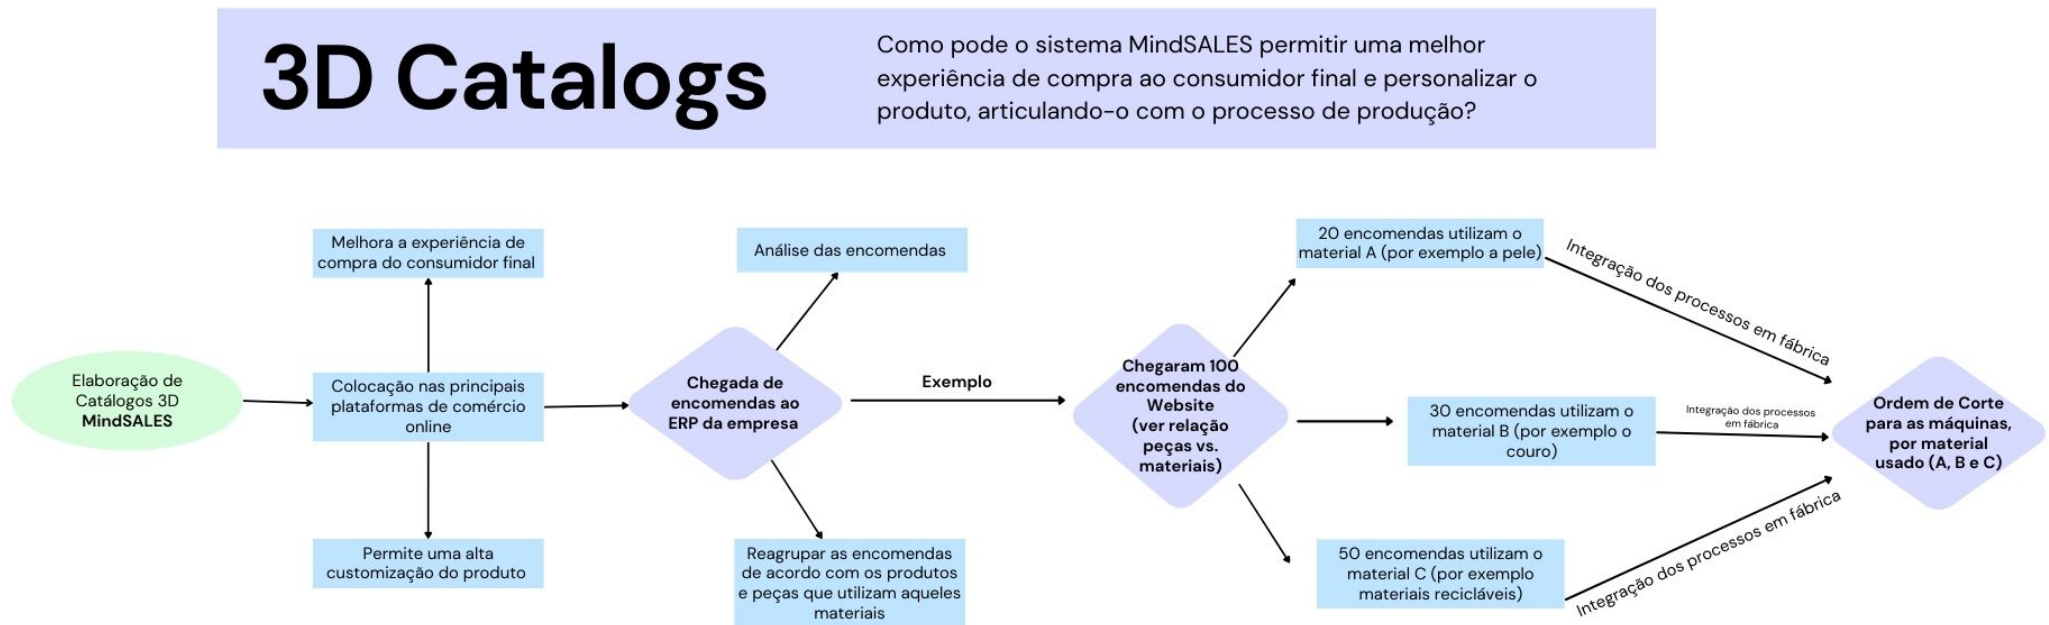 3D Catalogs
Como pode o sistema MindSALES permitir uma melhor
experiência de compra ao consumidor final e personalizar o
produto, articulando-o com o processo de produção?
Elaboração de
Catálogos 3D
MindSALES
Melhora a experiência de
compra do consumidor final
Colocação nas principais
plataformas de comércio
online
Permite uma alta
customização do produto
Análise das encomendas
Chegada de
encomendas ao
ERP da empresa
Reagrupar as encomendas
de acordo com os produtos
e peças que utilizam aqueles
materiais
Exemplo
Chegaram 100
encomendas do
Website
(ver relação
peças vs.
materiais)
20 encomendas utilizam o
material A (por exemplo a pele)
Integração dos processos em fábrica
30 encomendas utilizam o
material B (por exemplo o
couro)
Integração dos processos
em fábrica
50 encomendas utilizam o
material C (por exemplo
materiais recicláveis)
Integração dos processos em fábrica
Ordem de Corte
para as máquinas,
por material
usado (A, B e C)